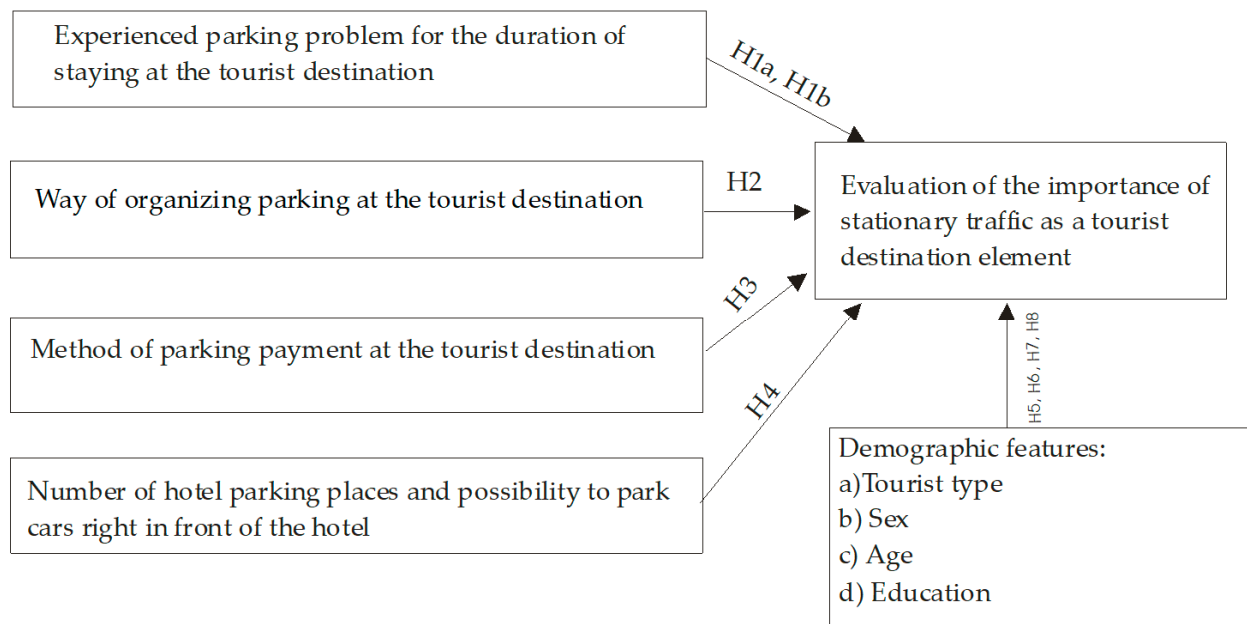 Experienced parking problem for the duration of
staying at the tourist destination
H1a, H1b
Way of organizing parking at the tourist destination
H2
Evaluation of the importance of
stationary traffic as a tourist
destination element
Method of parking payment at the tourist destination
H3
Number of hotel parking places and possibility to park
cars right in front of the hotel
H4
H5, H6 , H7, H8
Demographic features:
a)Tourist type
b) Sex
c) Age
d) Education